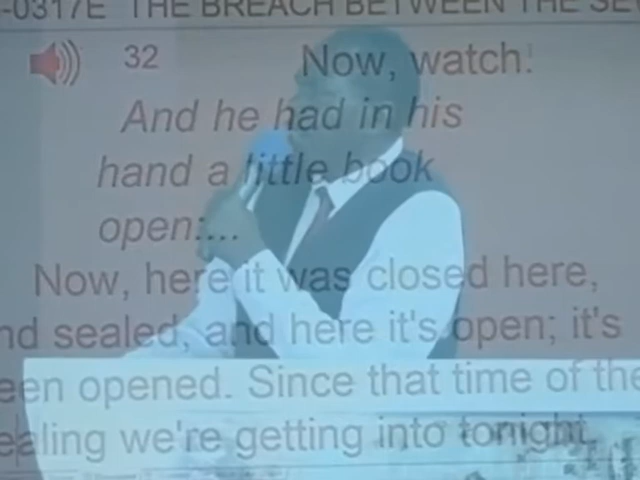 -0317E THE BREACH BETWEEN THE SE
32 Now, watch!
And he had in his
hand a little book
open:...
Now, here it was closed here,
nd sealed, and here it's open; it's
een opened. Since that time of the
ealing we're getting into tonight.